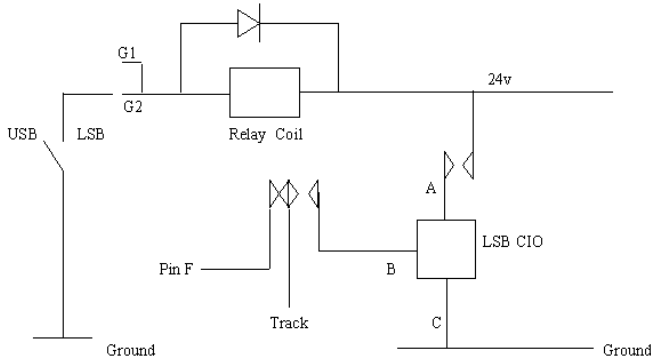 G1
24v
G2
USB LSB
Relay Coil
A
LSB CIO
Pin F
B
Track
C
Ground
Ground